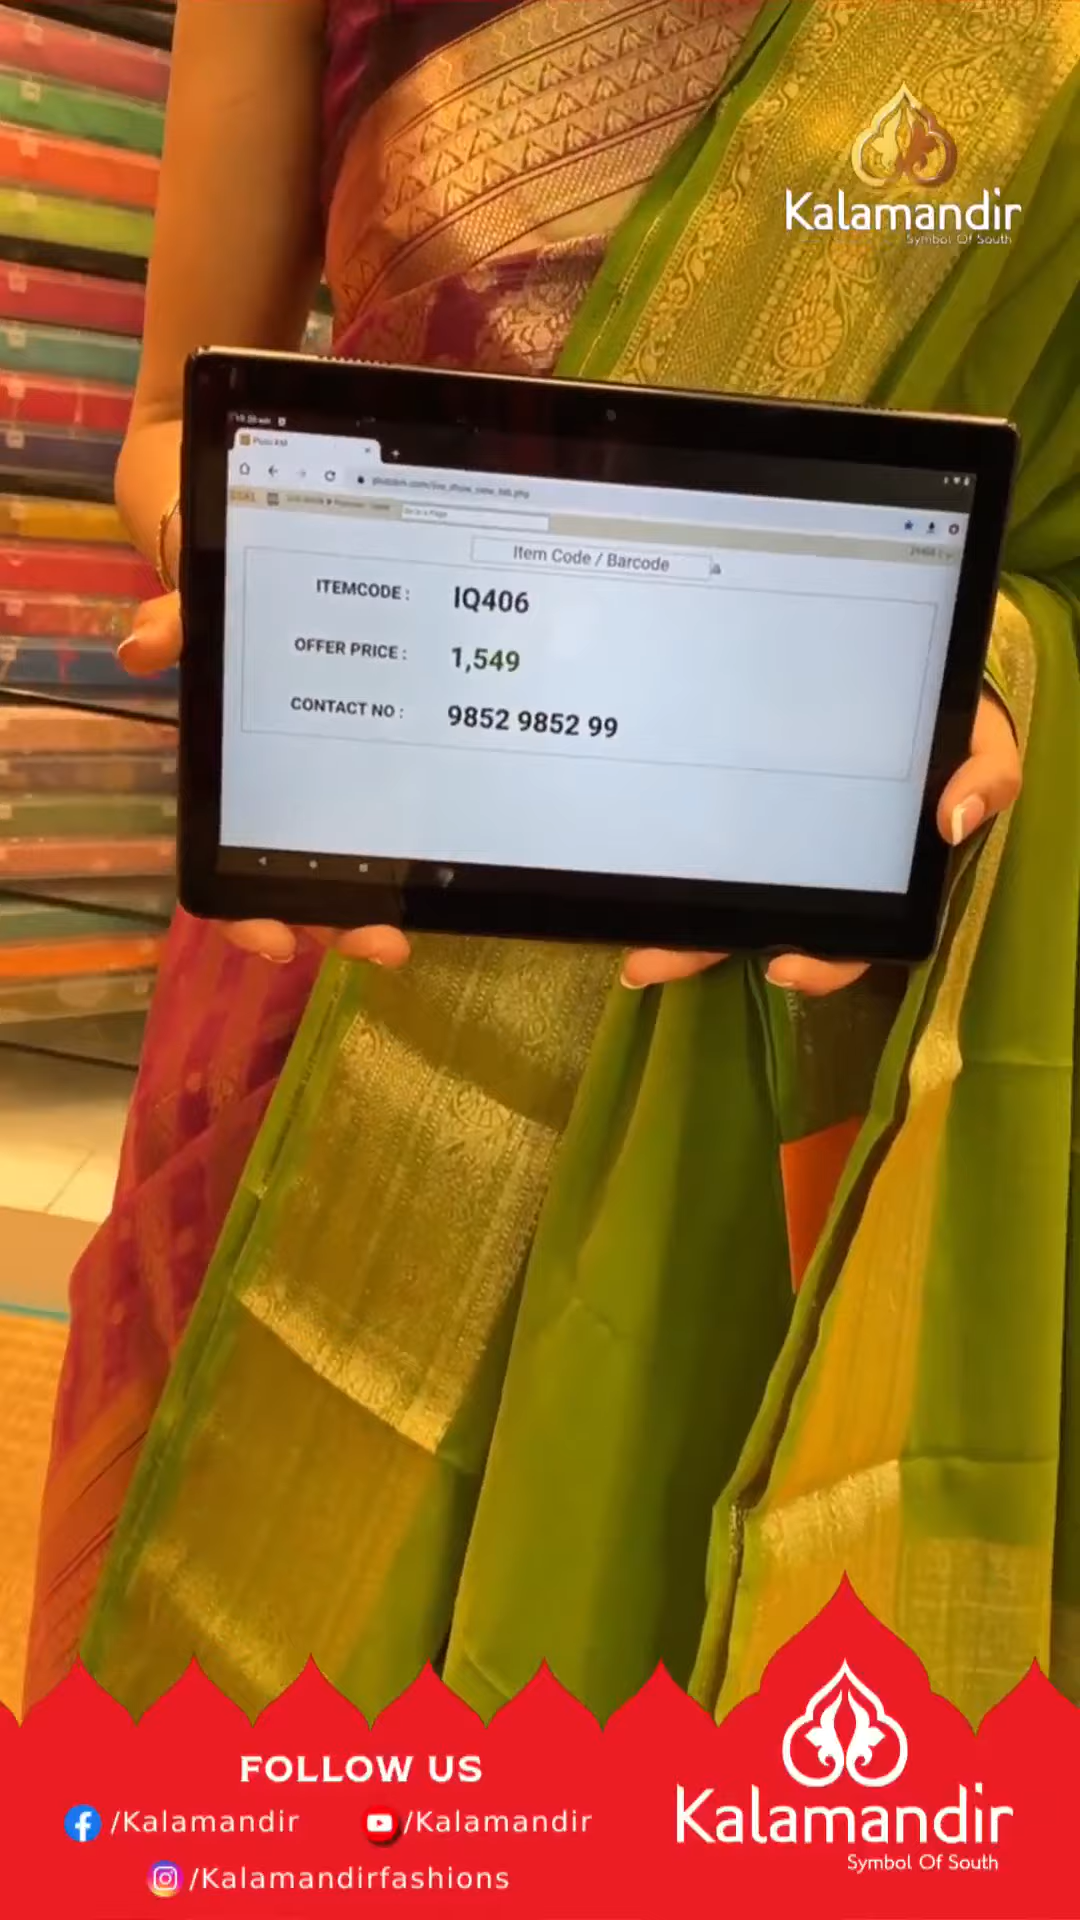 Kalamandir
Symbol Of South
Item Code / Barcode
ITEMCODE : IQ406
OFFER PRICE : 1,549
CONTACT NO : 9852 9852 99
FOLLOW US
/Kalamandir /Kalamandir
/Kalamandirfashions
Kalamandir
Symbol Of South